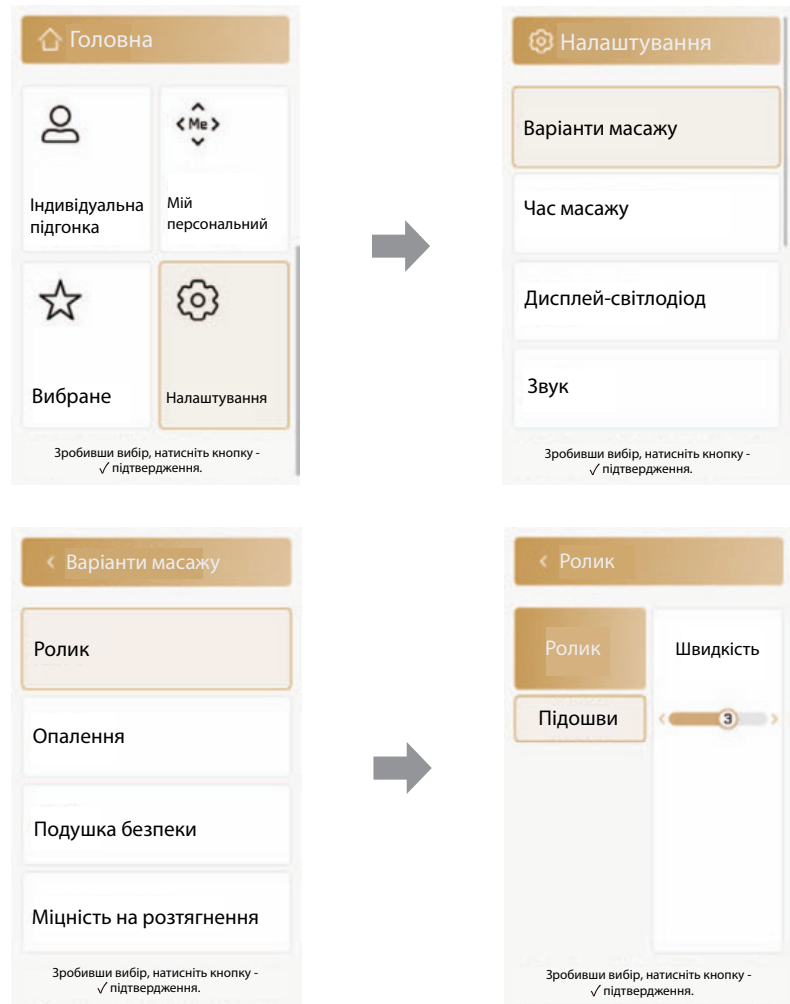 Головна
Індивідуальна
підгонка
Мій
персональний
Вибране
Налаштування
Зробивши вибір, натисніть кнопку -
✓ підтвердження.
Налаштування
Варіанти масажу
Час масажу
Дисплей-світлодіод
Звук
Зробивши вибір, натисніть кнопку -
✓ підтвердження.
Варіанти масажу
Ролик
Опалення
Подушка безпеки
Міцність на розтягнення
Зробивши вибір, натисніть кнопку -
✓ підтвердження.
Ролик
Ролик
Швидкість
Підошви
3
Зробивши вибір, натисніть кнопку -
✓ підтвердження.